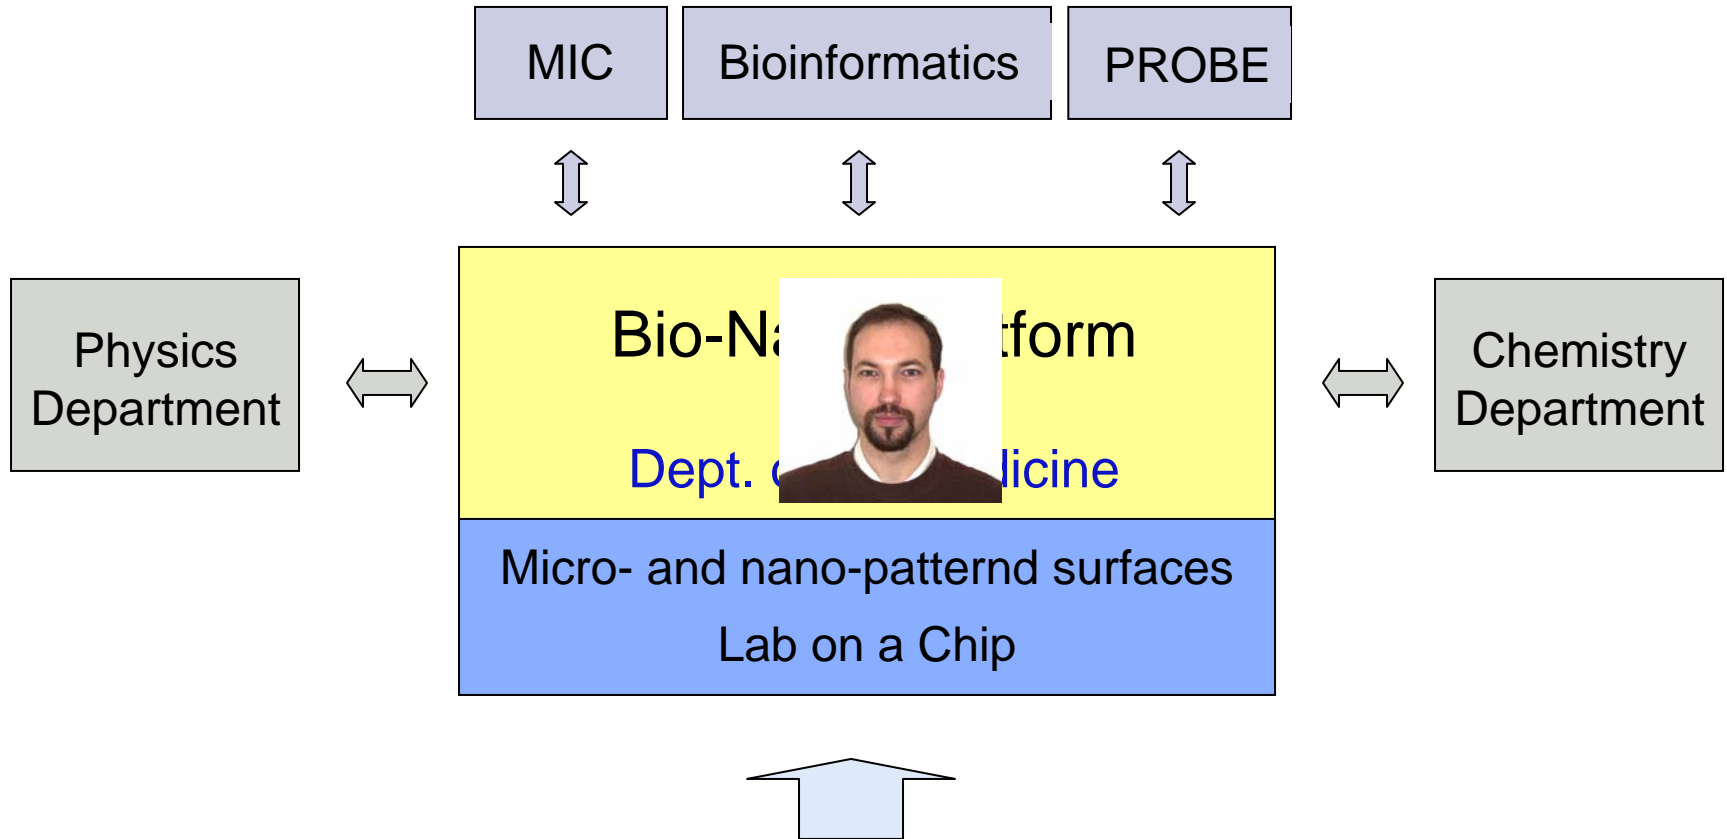 MIC
Bioinformatics
PROBE
Bio-Na tform
Physics
Department
Chemistry
Department
Dept. dicine
Micro- and nano-patternd surfaces
Lab on a Chip